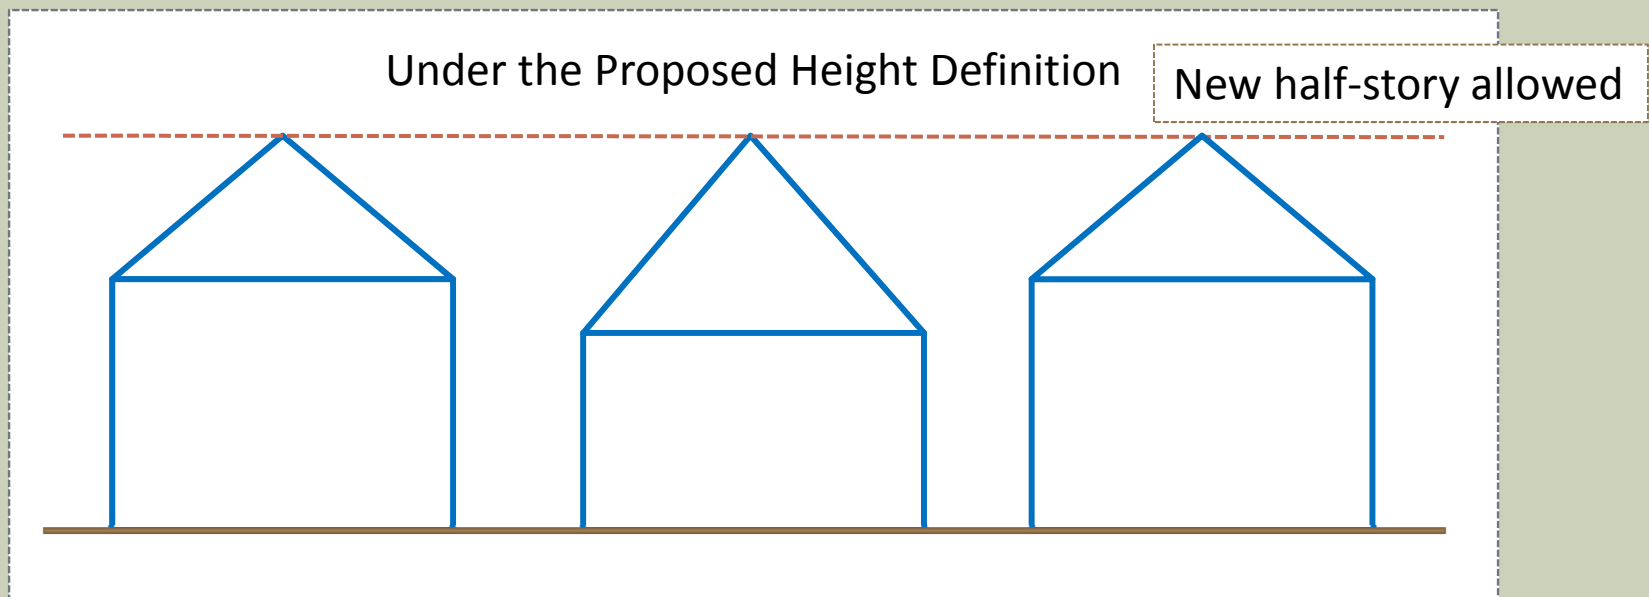 Under the Proposed Height Definition
New half-story allowed